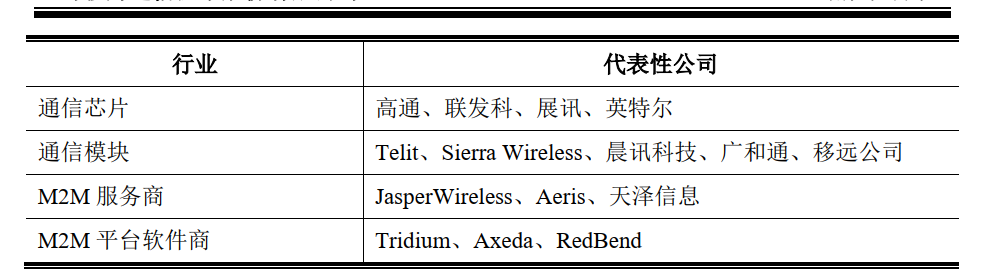 行业 代表性公司
通信芯片 高通、联发科、展讯、英特尔
通信模块 Telit、Sierra Wireless、晨讯科技、广和通、移远公司
M2M 服务商 JasperWireless、Aeris、天泽信息
M2M 平台软件商 Tridium、Axeda、RedBend